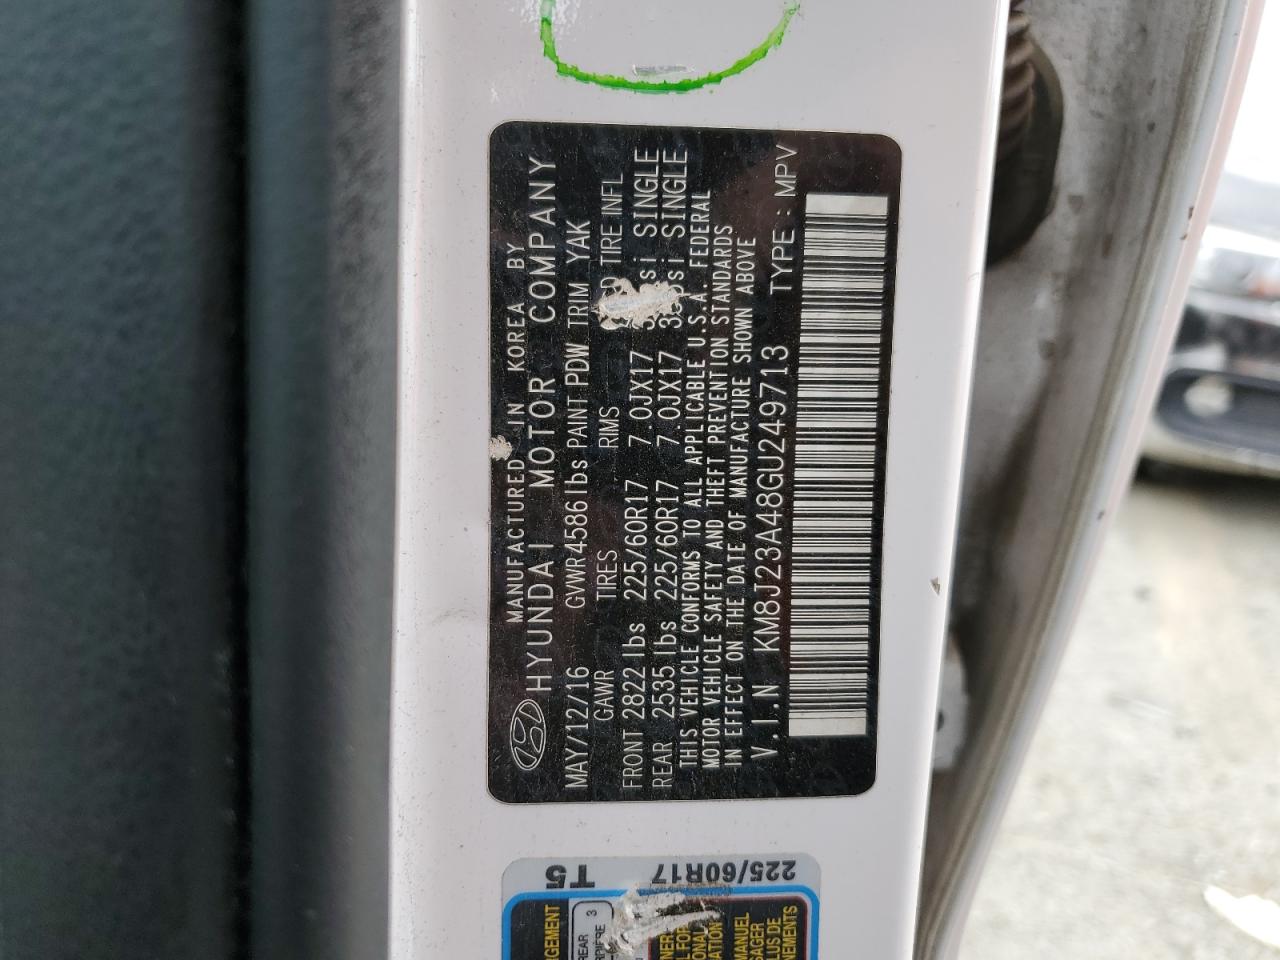 MANUFACTURED IN KOREA BY
HYUNDAI MOTOR COMPANY
MAY/12/16 GVWR4586lbs PAINT PDW TRIM YAK
GAWR TIRES RIMS TIRE INFL
FRONT 2822 lbs 225/60R17 7.0JX17 SINGLE
REAR 2535 lbs 225/60R17 7.0JX17 SINGLE
THIS VEHICLE CONFORMS TO ALL APPLICABLE U.S.A. FEDERAL
MOTOR VEHICLE SAFETY AND THEFT PREVENTION STANDARDS
IN EFFECT ON THE DATE OF MANUFACTURE SHOWN ABOVE
V.I.N KM8J23A48GU249713 TYPE : MPV
T5 225/60R17
REAR 3
MANUEL